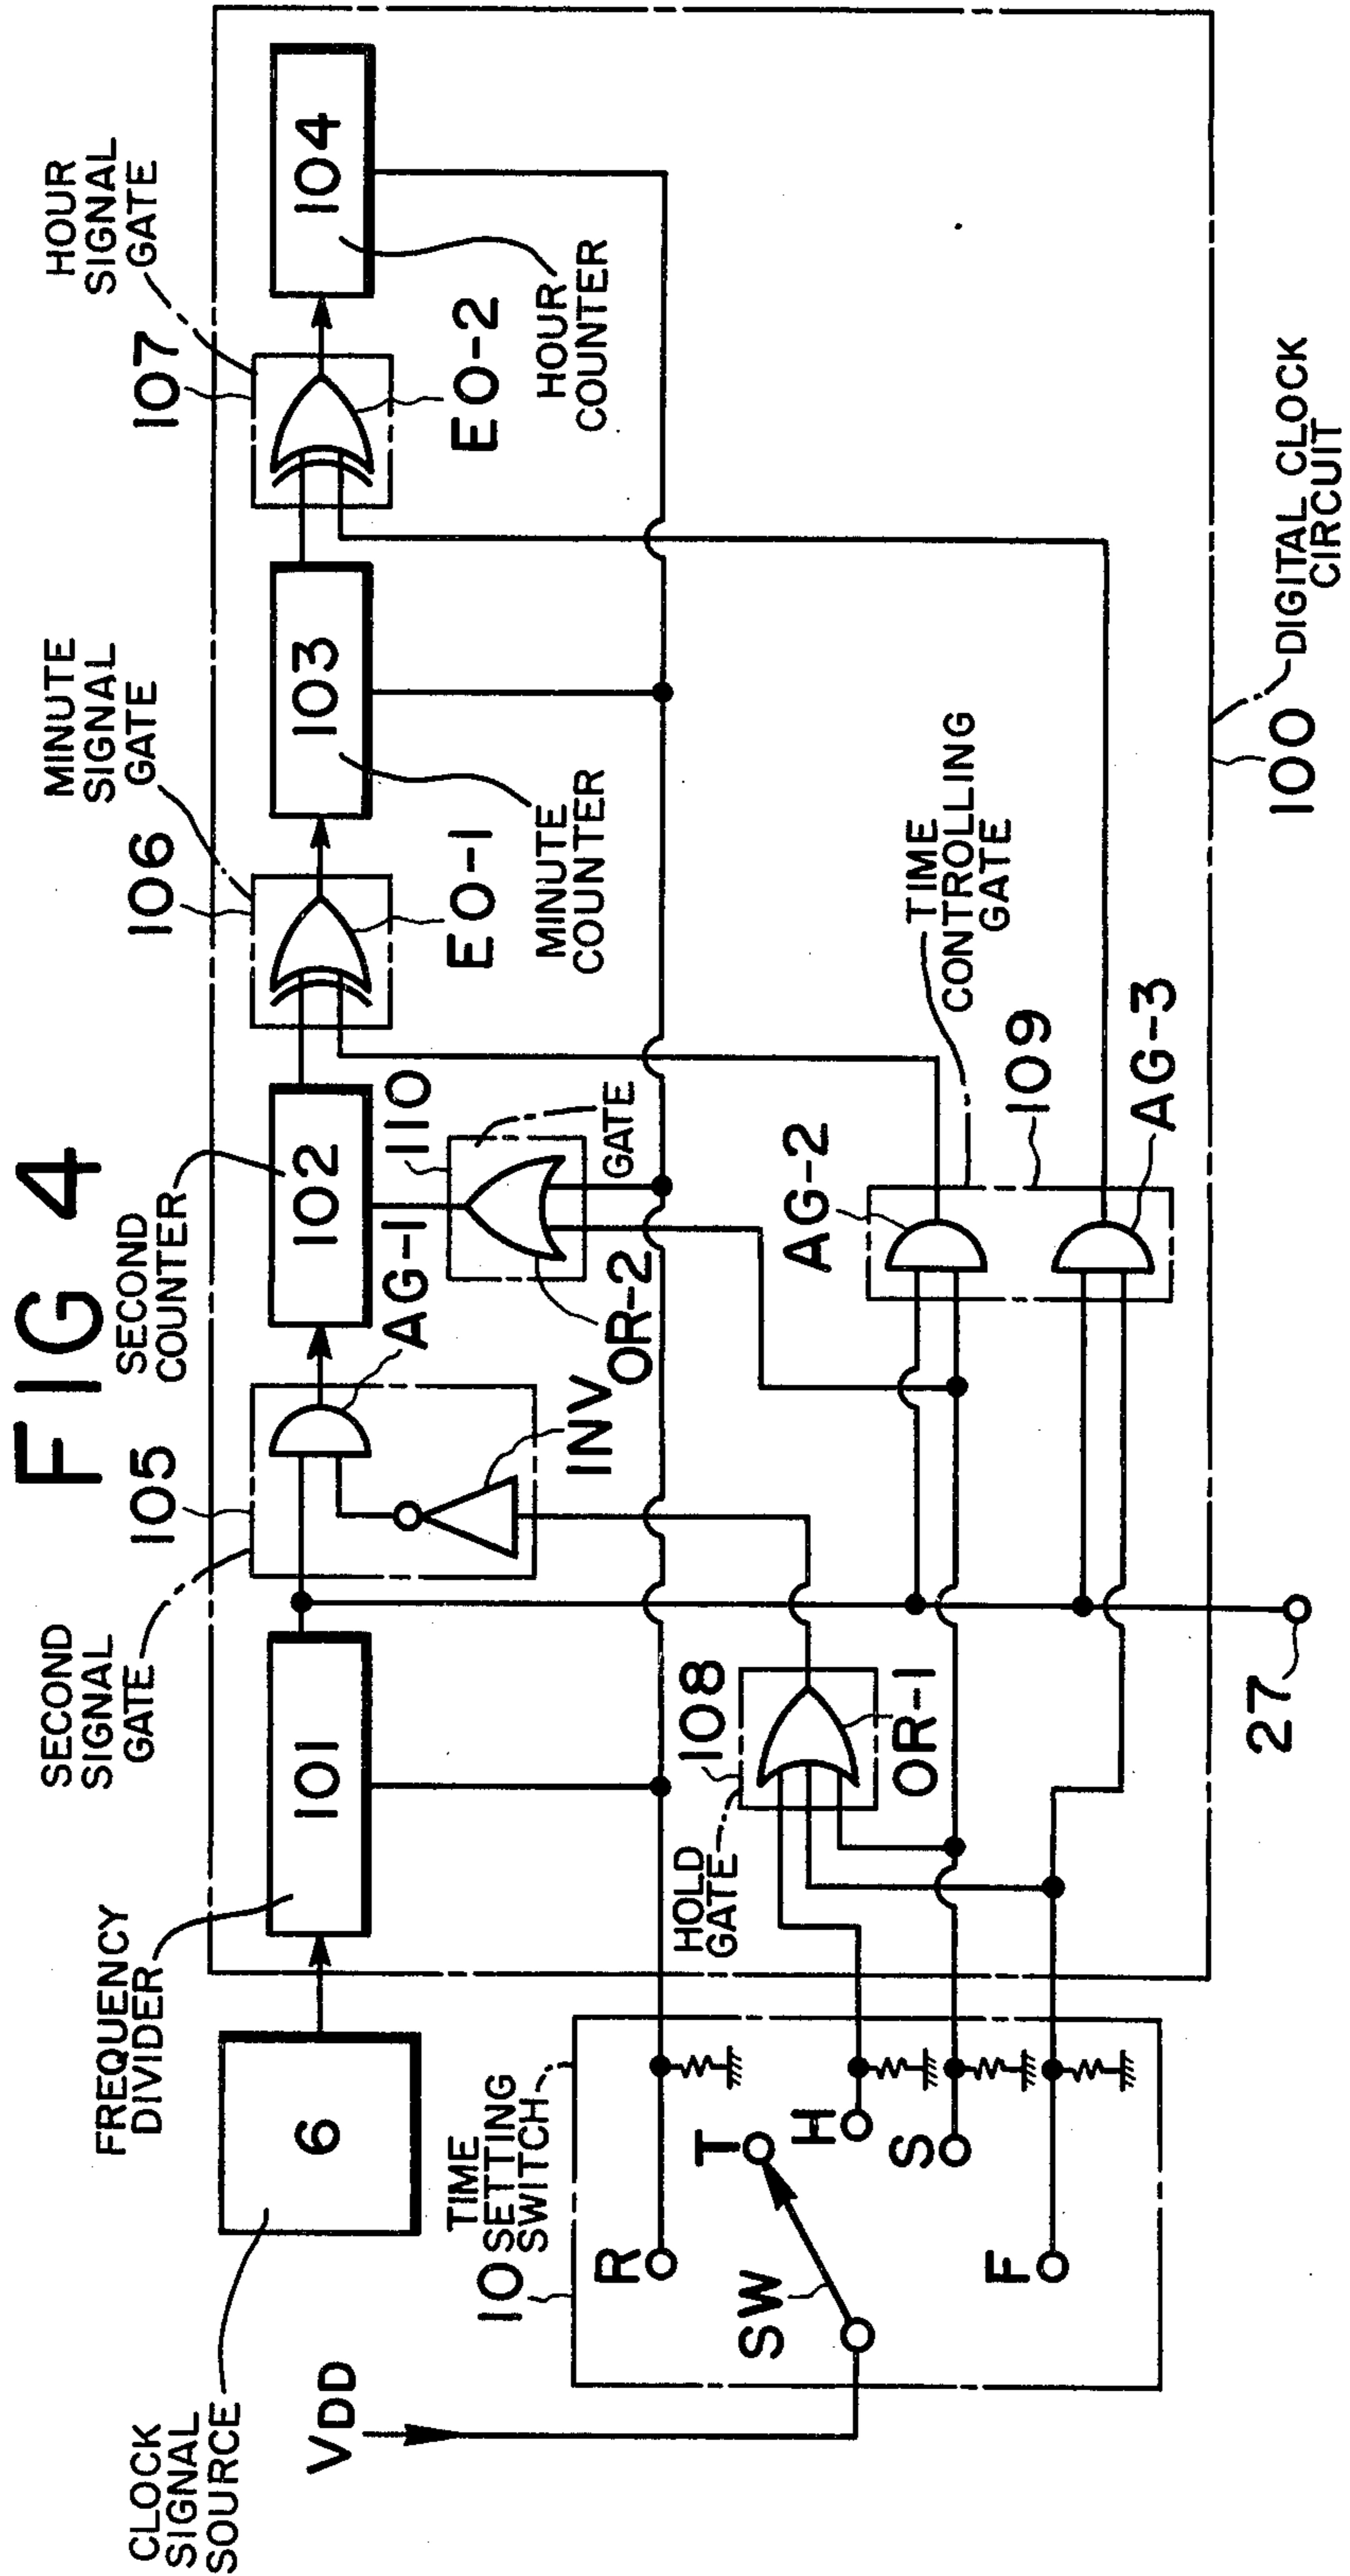 FIG 4
CLOCK
SIGNAL
SOURCE
6
FREQUENCY
DIVIDER
101
SECOND
SIGNAL
GATE
105
AG-1
INV
SECOND
COUNTER
102
110
GATE
OR-2
MINUTE
SIGNAL
GATE
106
EO-1
103
MINUTE
COUNTER
HOUR
SIGNAL
GATE
107
EO-2
104
HOUR
COUNTER
VDD
TIME
10 SETTING
SWITCH
R
T
H
S
F
SW
HOLD
GATE
108
OR-1
AG-2
TIME
CONTROLLING
GATE
109
AG-3
27
100
DIGITAL CLOCK
CIRCUIT